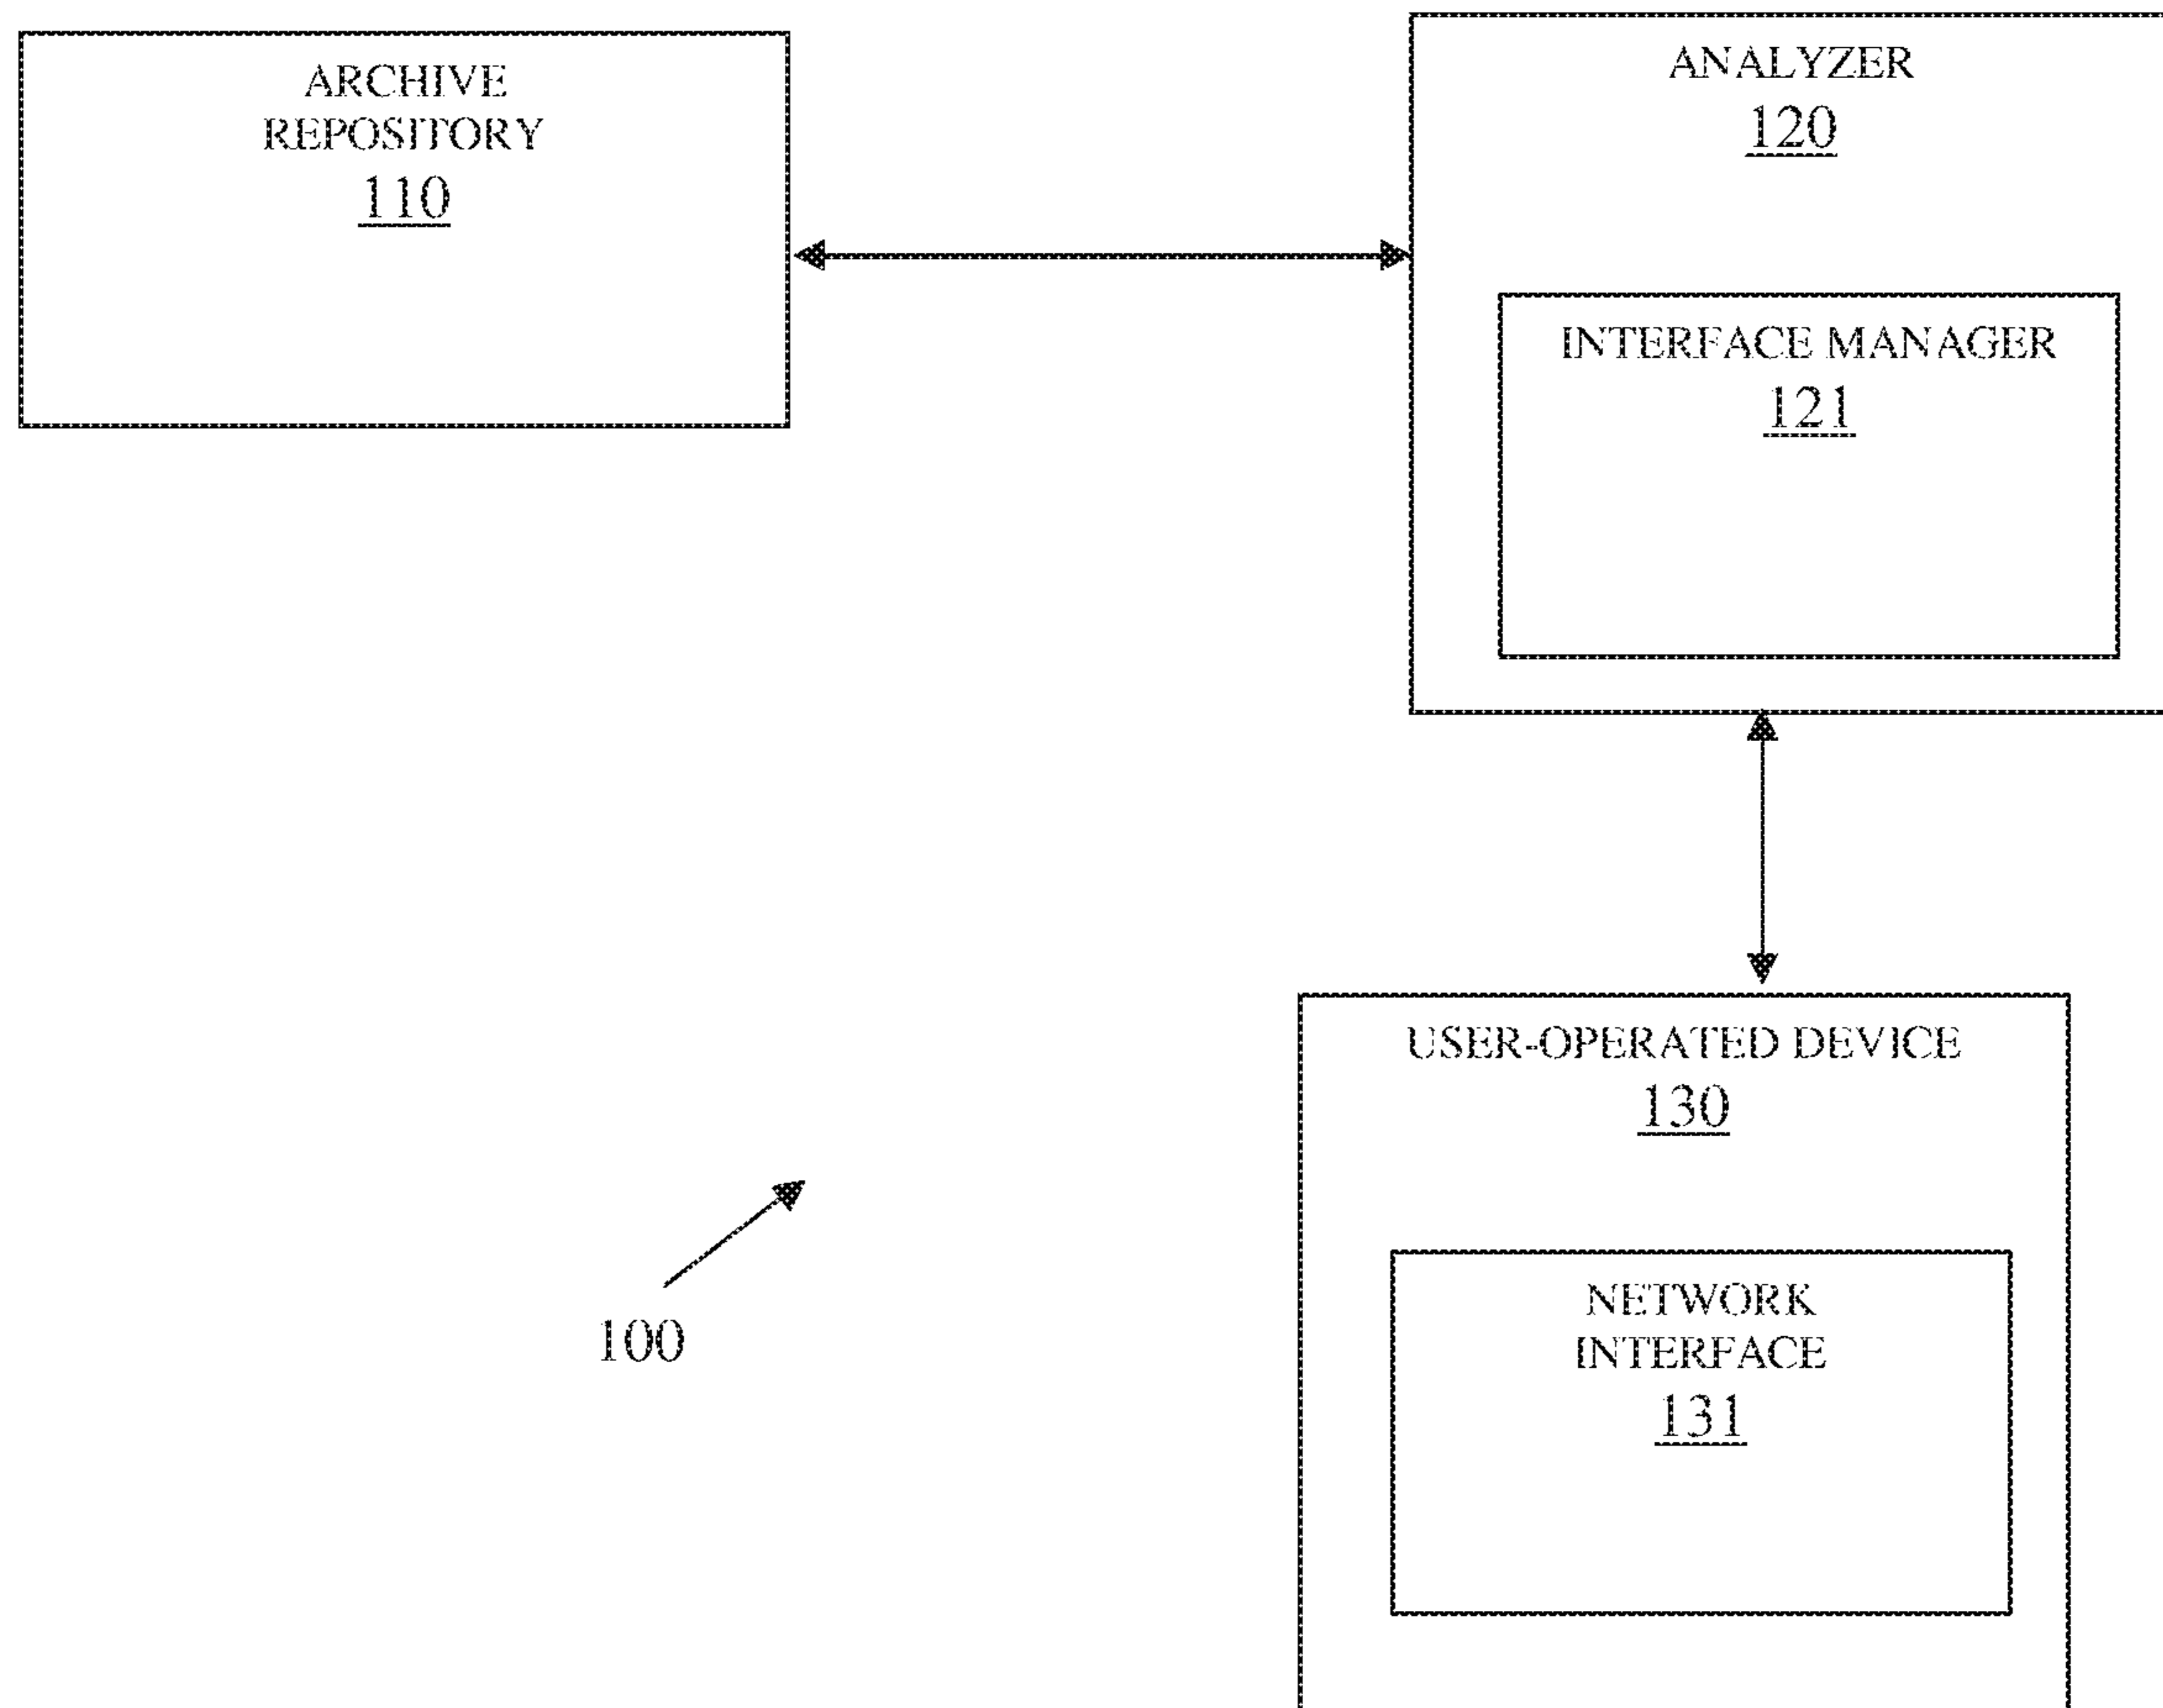 ARCHIVE
REPOSITORY
110
ANALYZER
120
INTERFACE MANAGER
121
USER-OPERATED DEVICE
130
NETWORK
INTERFACE
131
100